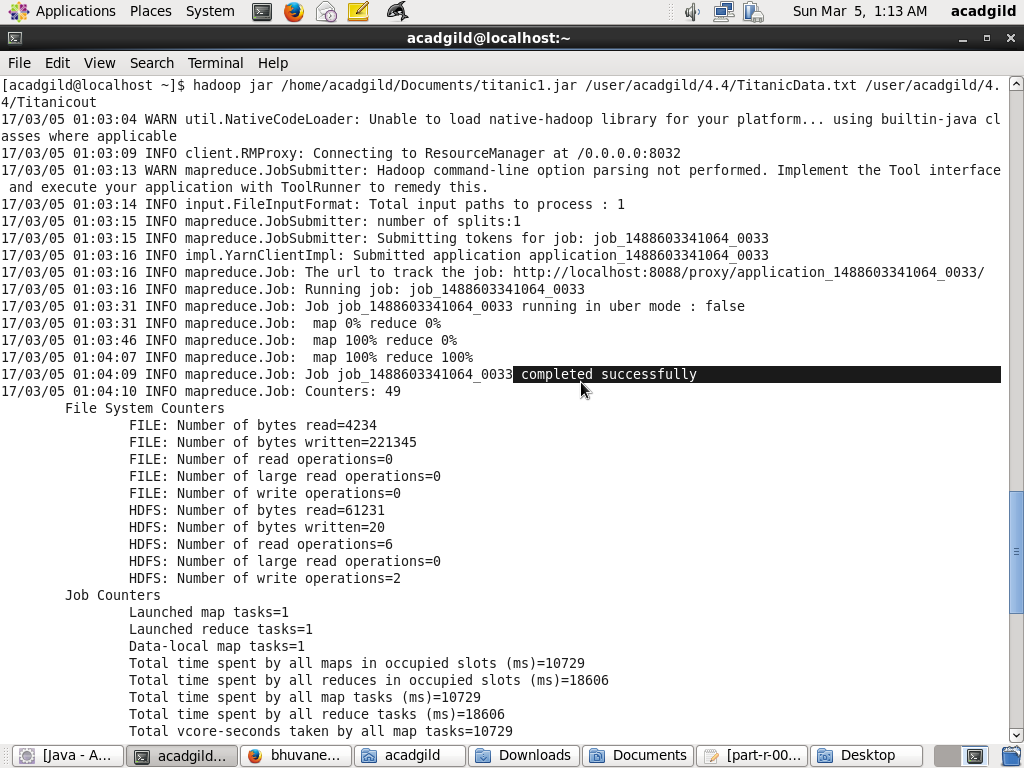 Applications Places System Sun Mar 5, 1:13 AM acadgild
acadgild@localhost:~
File Edit View Search Terminal Help
[acadgild@localhost ~]$ hadoop jar /home/acadgild/Documents/titanic1.jar /user/acadgild/4.4/TitanicData.txt /user/acadgild/4.
4/Titanicout
17/03/05 01:03:04 WARN util.NativeCodeLoader: Unable to load native-hadoop library for your platform... using builtin-java cl
asses where applicable
17/03/05 01:03:09 INFO client.RMProxy: Connecting to ResourceManager at /0.0.0.0:8032
17/03/05 01:03:13 WARN mapreduce.JobSubmitter: Hadoop command-line option parsing not performed. Implement the Tool interface
 and execute your application with ToolRunner to remedy this.
17/03/05 01:03:14 INFO input.FileInputFormat: Total input paths to process : 1
17/03/05 01:03:15 INFO mapreduce.JobSubmitter: number of splits:1
17/03/05 01:03:15 INFO mapreduce.JobSubmitter: Submitting tokens for job: job_1488603341064_0033
17/03/05 01:03:16 INFO impl.YarnClientImpl: Submitted application application_1488603341064_0033
17/03/05 01:03:16 INFO mapreduce.Job: The url to track the job: http://localhost:8088/proxy/application_1488603341064_0033/
17/03/05 01:03:16 INFO mapreduce.Job: Running job: job_1488603341064_0033
17/03/05 01:03:31 INFO mapreduce.Job: Job job_1488603341064_0033 running in uber mode : false
17/03/05 01:03:31 INFO mapreduce.Job:  map 0% reduce 0%
17/03/05 01:03:46 INFO mapreduce.Job:  map 100% reduce 0%
17/03/05 01:04:07 INFO mapreduce.Job:  map 100% reduce 100%
17/03/05 01:04:09 INFO mapreduce.Job: Job job_1488603341064_0033 completed successfully
17/03/05 01:04:10 INFO mapreduce.Job: Counters: 49
File System Counters
FILE: Number of bytes read=4234
FILE: Number of bytes written=221345
FILE: Number of read operations=0
FILE: Number of large read operations=0
FILE: Number of write operations=0
HDFS: Number of bytes read=61231
HDFS: Number of bytes written=20
HDFS: Number of read operations=6
HDFS: Number of large read operations=0
HDFS: Number of write operations=2
Job Counters
Launched map tasks=1
Launched reduce tasks=1
Data-local map tasks=1
Total time spent by all maps in occupied slots (ms)=10729
Total time spent by all reduces in occupied slots (ms)=18606
Total time spent by all map tasks (ms)=10729
Total time spent by all reduce tasks (ms)=18606
Total vcore-seconds taken by all map tasks=10729
[Java - A... acadgild... bhuvane... acadgild Downloads Documents [part-r-00... Desktop